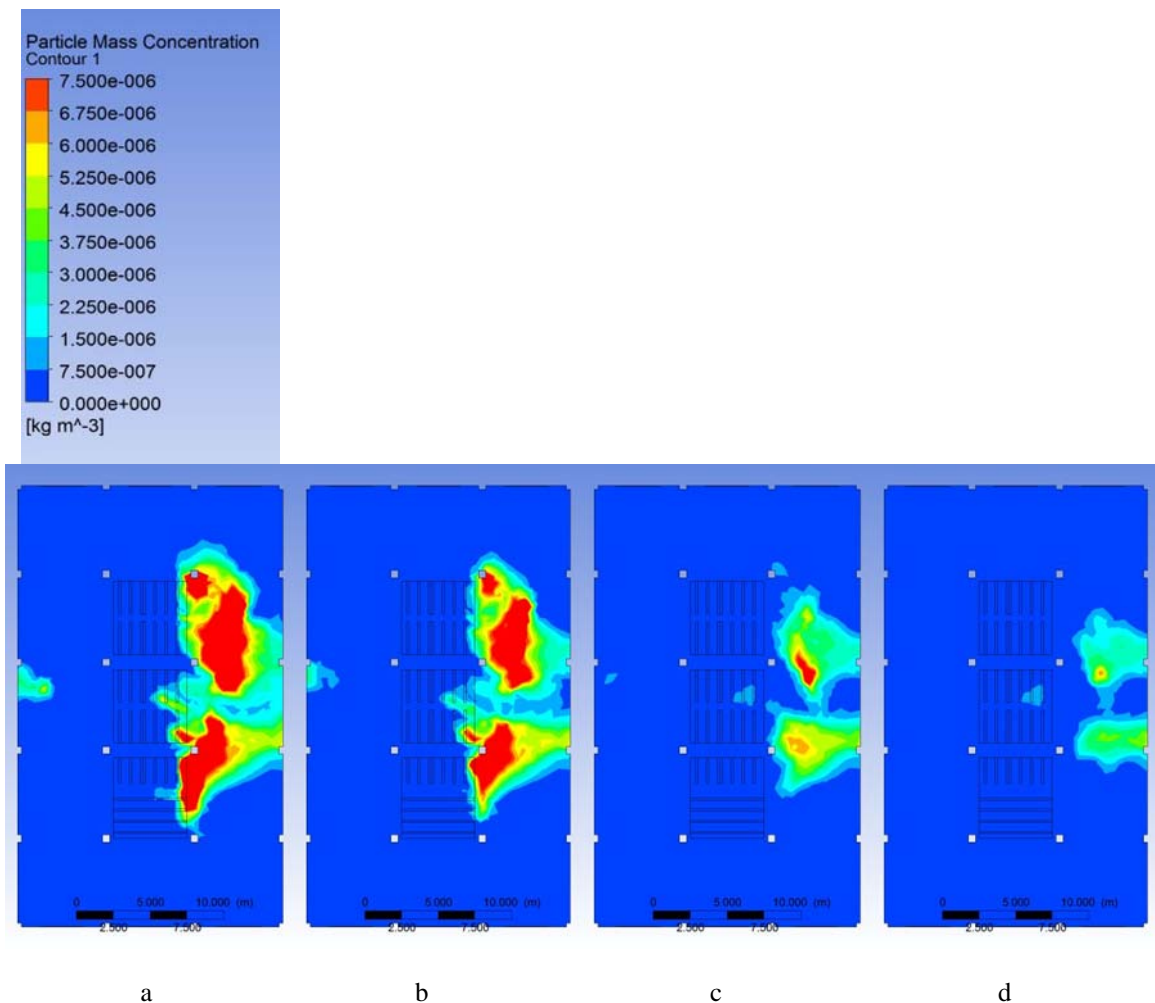 Particle Mass Concentration
Contour 1
7.500e-006
6.750e-006
6.000e-006
5.250e-006
4.500e-006
3.750e-006
3.000e-006
2.250e-006
1.500e-006
7.500e-007
0.000e+000
[kg m^-3]
0 5.000 10.000 (m)
2.500 7.500
0 5.000 10.000 (m)
2.500 7.500
0 5.000 10.000 (m)
2.500 7.500
0 5.000 10.000 (m)
2.500 7.500
a b c d